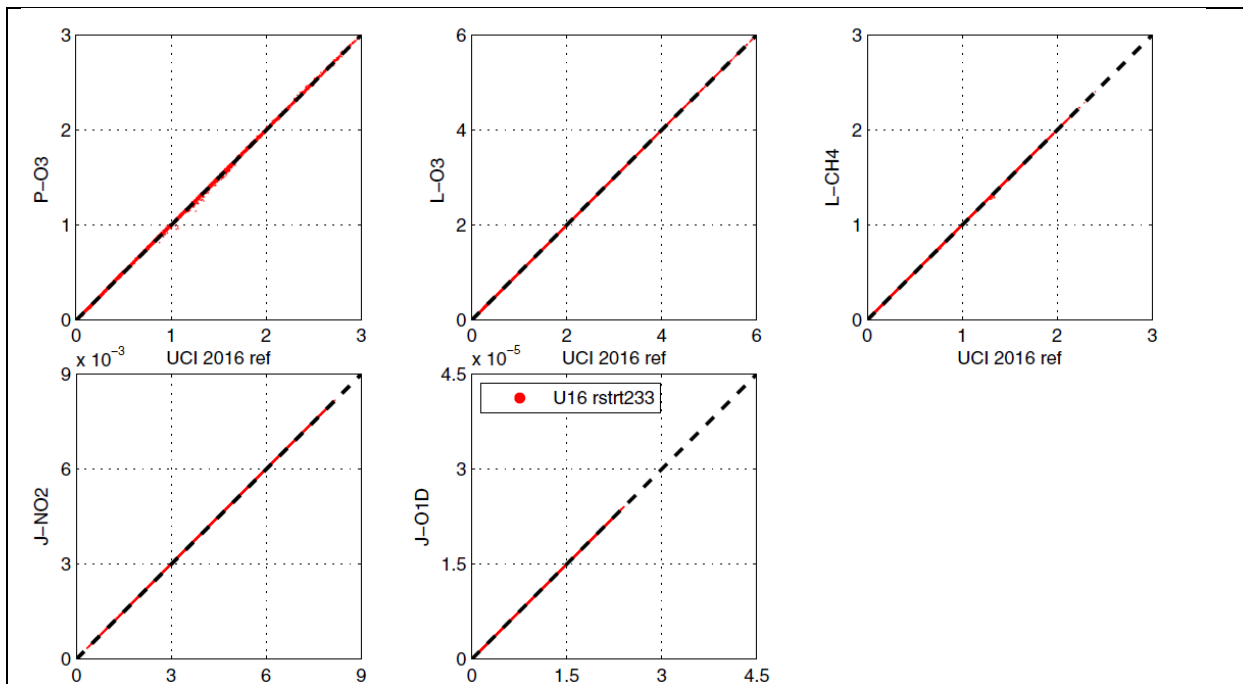 3
2
1
0
P-O3
0 1 2 3
UCI 2016 ref
6
4
2
0
L-O3
0 2 4 6
UCI 2016 ref
3
2
1
0
L-CH4
0 1 2 3
UCI 2016 ref
x 10⁻³
9
6
3
0
J-NO2
0 3 6 9
x 10⁻⁵
4.5
3
1.5
0
J-O1D
U16 rstrt233
0 1.5 3 4.5